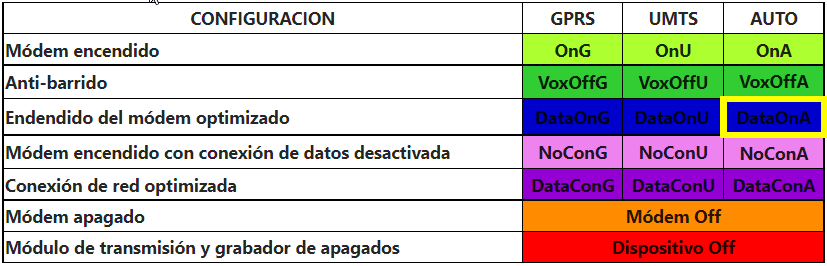 CONFIGURACION GPRS UMTS AUTO
Módem encendido OnG OnU OnA
Anti-barrido VoxOffG VoxOffU VoxOffA
Endendido del módem optimizado DataOnG DataOnU DataOnA
Módem encendido con conexión de datos desactivada NoConG NoConU NoConA
Conexión de red optimizada DataConG DataConU DataConA
Módem apagado Módem Off
Módulo de transmisión y grabador de apagados Dispositivo Off